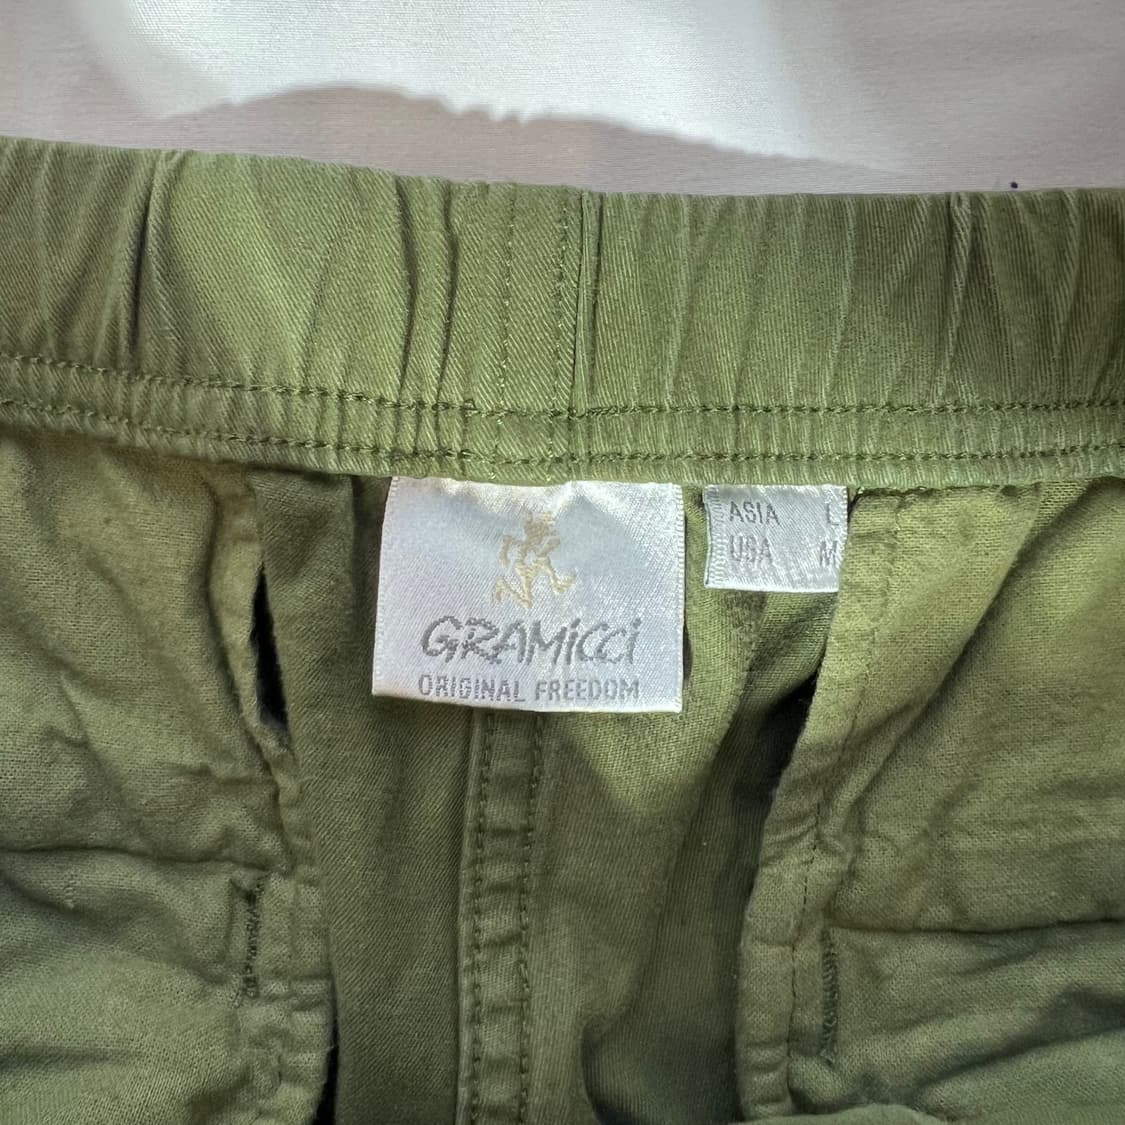 GRAMiCCi
ORIGINAL FREEDOM
ASIA L
USA M